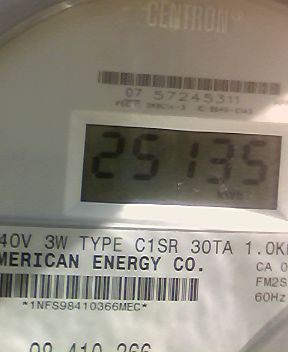 CENTRON
07 57245311
25135
40V 3W TYPE C1SR 30TA 1.0K
MERICAN ENERGY CO.
CA 0
FM2S
60Hz
*1NFS98410366MEC*
98 410 366